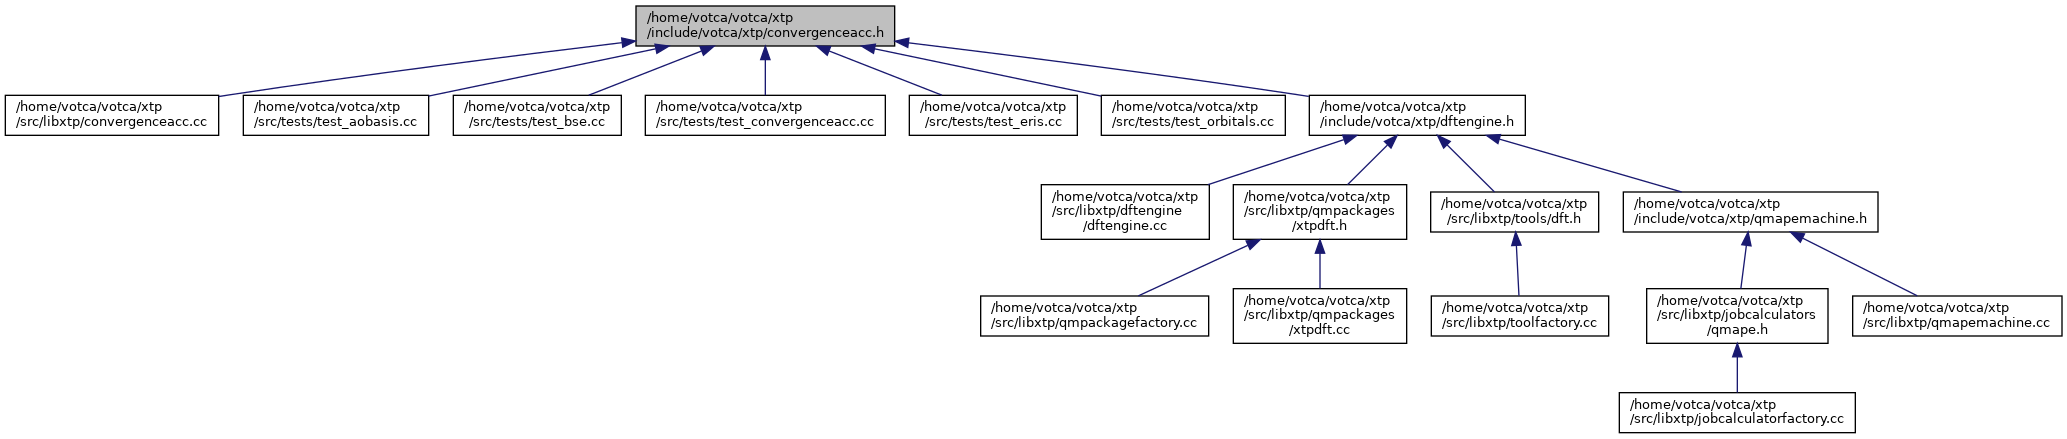 /home/votca/votca/xtp
/include/votca/xtp/convergenceacc.h
/home/votca/votca/xtp
/src/libxtp/convergenceacc.cc
/home/votca/votca/xtp
/src/tests/test_aobasis.cc
/home/votca/votca/xtp
/src/tests/test_bse.cc
/home/votca/votca/xtp
/src/tests/test_convergenceacc.cc
/home/votca/votca/xtp
/src/tests/test_eris.cc
/home/votca/votca/xtp
/src/tests/test_orbitals.cc
/home/votca/votca/xtp
/include/votca/xtp/dftengine.h
/home/votca/votca/xtp
/src/libxtp/dftengine
/dftengine.cc
/home/votca/votca/xtp
/src/libxtp/qmpackages
/xtpdft.h
/home/votca/votca/xtp
/src/libxtp/tools/dft.h
/home/votca/votca/xtp
/include/votca/xtp/qmapemachine.h
/home/votca/votca/xtp
/src/libxtp/qmpackagefactory.cc
/home/votca/votca/xtp
/src/libxtp/qmpackages
/xtpdft.cc
/home/votca/votca/xtp
/src/libxtp/toolfactory.cc
/home/votca/votca/xtp
/src/libxtp/jobcalculators
/qmape.h
/home/votca/votca/xtp
/src/libxtp/qmapemachine.cc
/home/votca/votca/xtp
/src/libxtp/jobcalculatorfactory.cc